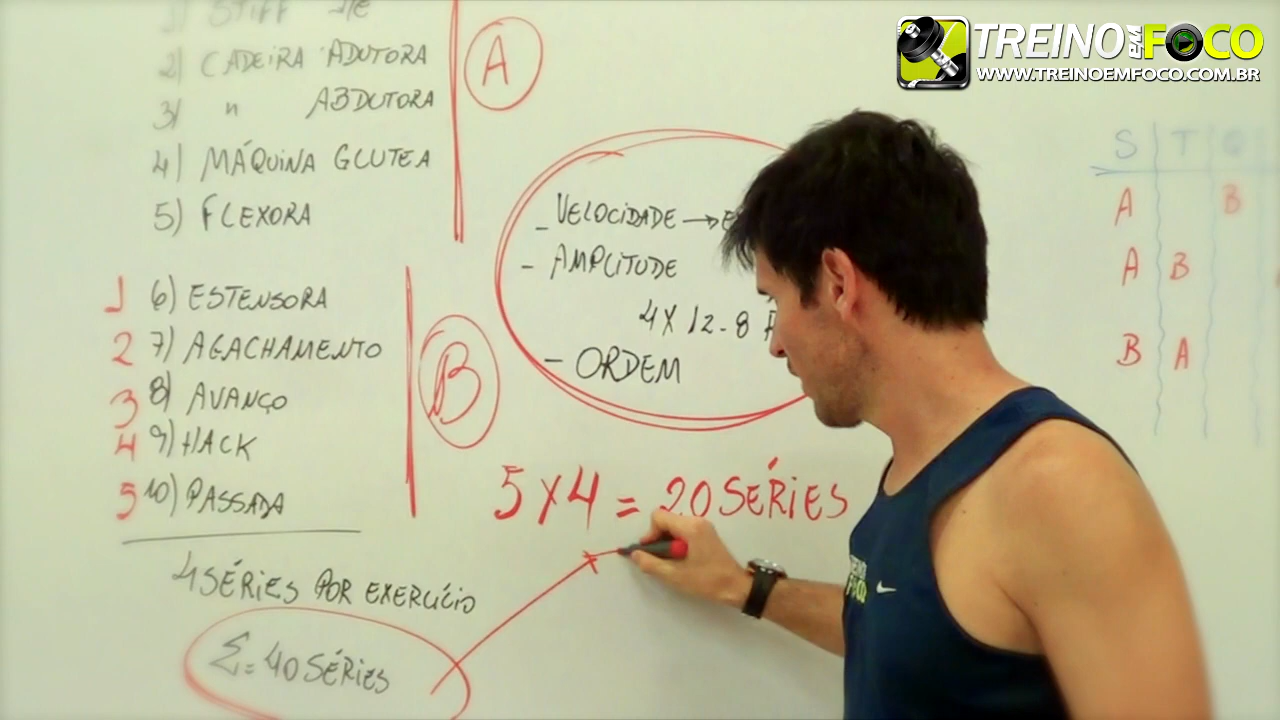 1) STIFF
2) CADEIRA ADUTORA
3) " ABDUTORA
4) MÁQUINA GLUTEA
5) FLEXORA
A
1 6) ESTENSORA
2 7) AGACHAMENTO
3 8) AVANÇO
4 9) HACK
5 10) PASSADA
B
4 SÉRIES POR EXERCÍCIO
Σ = 40 SÉRIES
- VELOCIDADE →
- AMPLITUDE
4 X 12-8
- ORDEM
5 X 4 = 20 SÉRIES
TREINO EM FOCO
WWW.TREINOEMFOCO.COM.BR
S T Q
A B
A B
B A